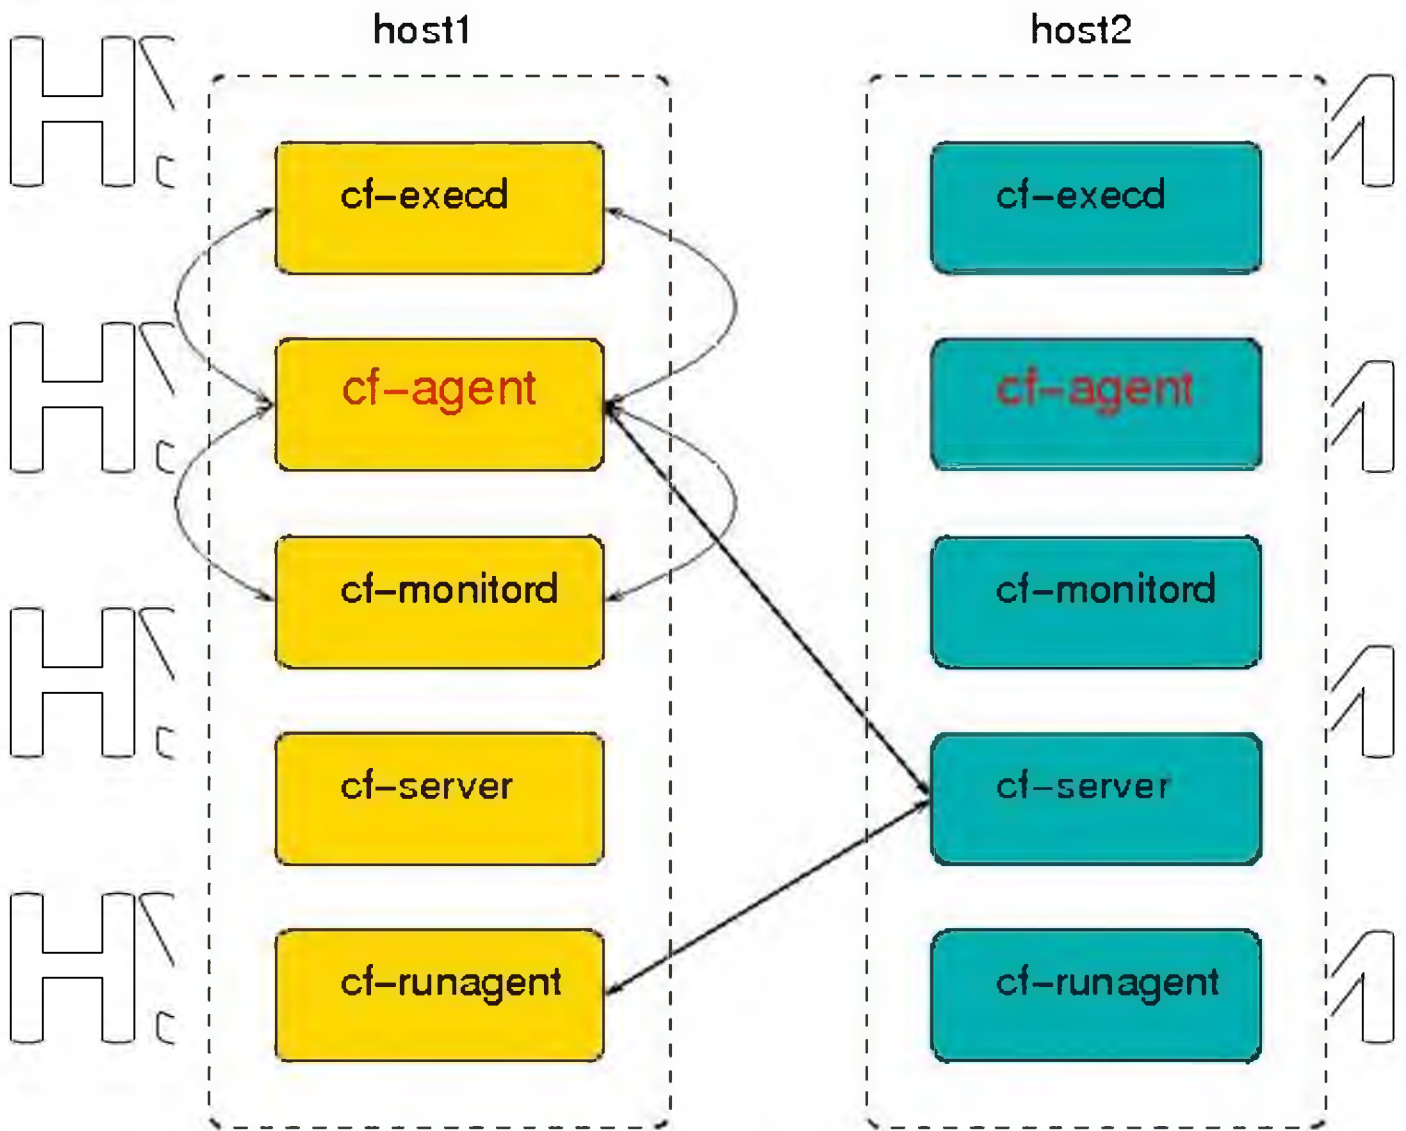 host1
host2
cf-execd
cf-agent
cf-monitord
cf-server
cf-runagent
cf-execd
cf-agent
cf-monitord
cf-server
cf-runagent